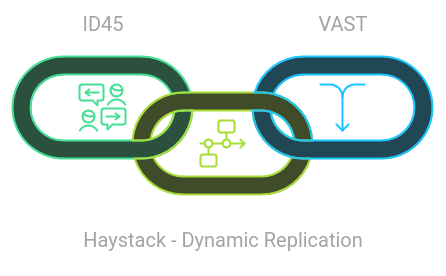 ID45
VAST
Haystack - Dynamic Replication